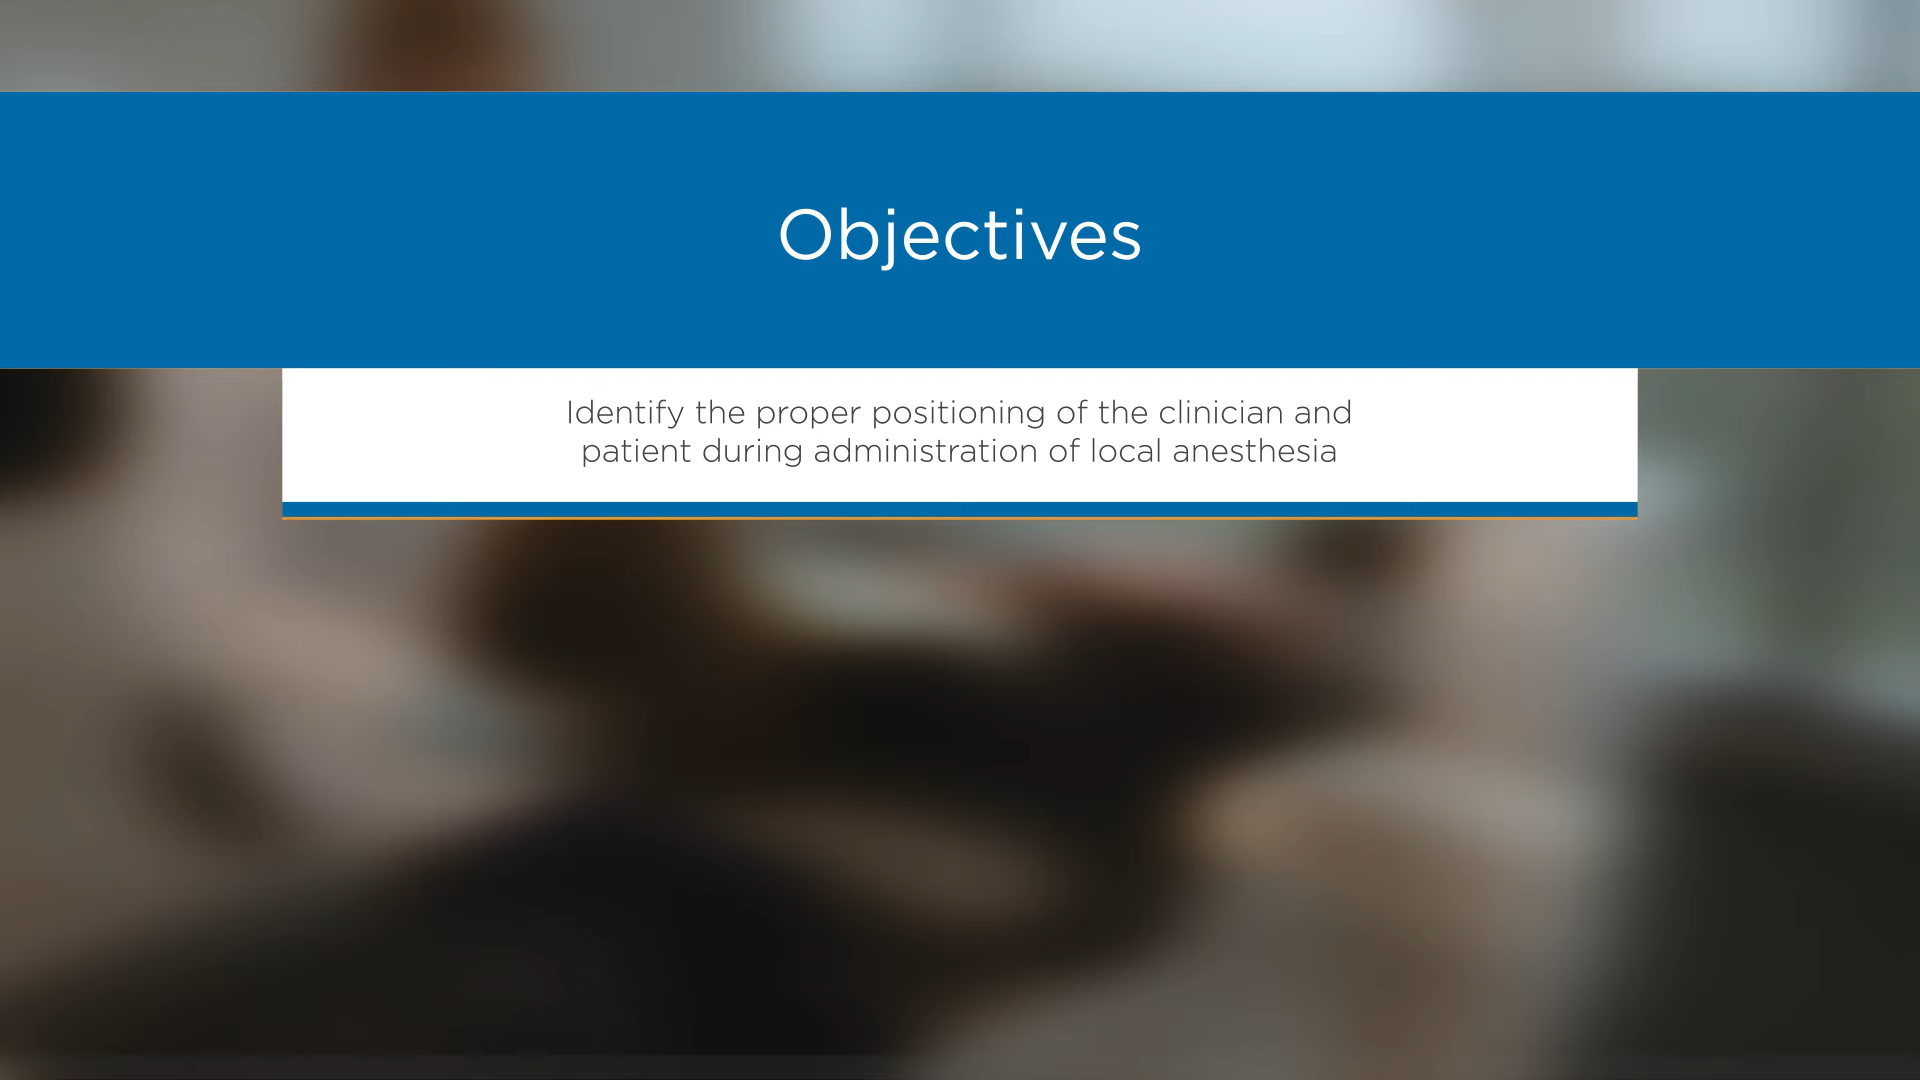 Objectives
Identify the proper positioning of the clinician and
patient during administration of local anesthesia